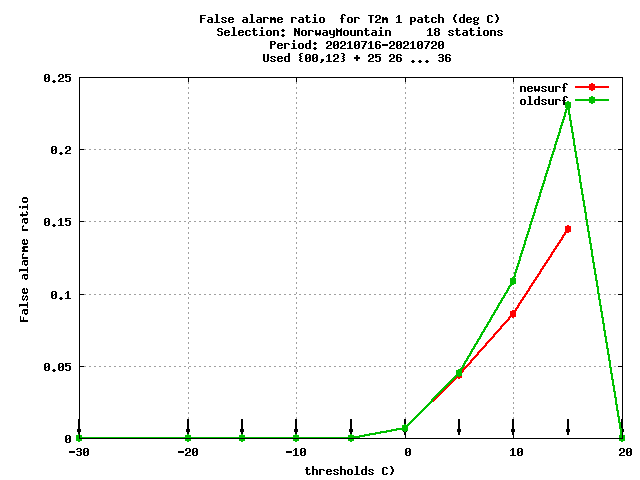 False alarme ratio  for T2m 1 patch (deg C)
Selection: NorwayMountain     18 stations
Period: 20210716-20210720
Used {00,12} + 25 26 ... 36
newsurf
oldsurf
False alarme ratio
0.25
0.2
0.15
0.1
0.05
0
-30 -20 -10 0 10 20
thresholds C)